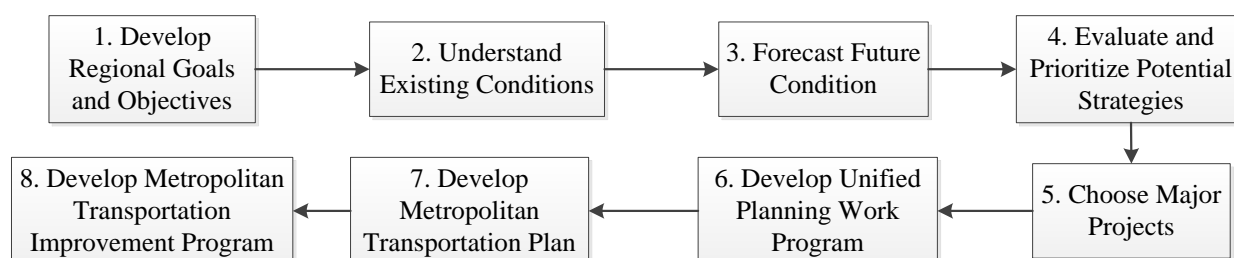 1. Develop
Regional Goals
and Objectives
2. Understand
Existing Conditions
3. Forecast Future
Condition
4. Evaluate and
Prioritize Potential
Strategies
5. Choose Major
Projects
6. Develop Unified
Planning Work
Program
7. Develop
Metropolitan
Transportation Plan
8. Develop Metropolitan
Transportation
Improvement Program